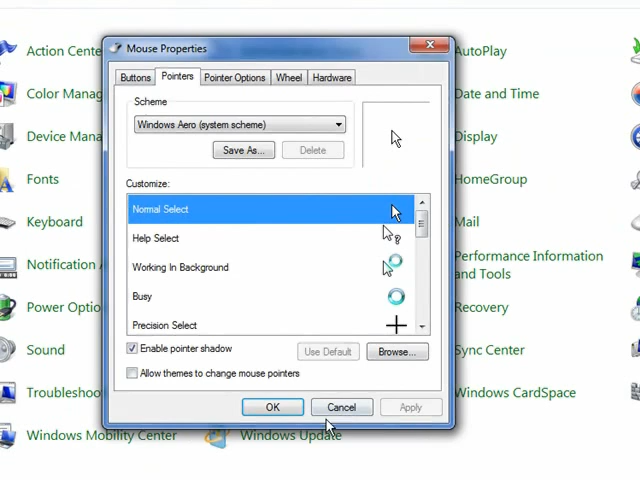 Mouse Properties
Buttons
Pointers
Pointer Options
Wheel
Hardware
Scheme
Windows Aero (system scheme)
Save As...
Delete
Customize:
Normal Select
Help Select
Working In Background
Busy
Precision Select
Enable pointer shadow
Use Default
Browse...
Allow themes to change mouse pointers
OK
Cancel
Apply
Action Cent
Color Mana
Device Ma
Fonts
Keyboard
Notification
Power Optio
Sound
Troubleshoo
Windows Mobility Center
Windows Update
AutoPlay
Date and Time
Display
HomeGroup
Mail
Performance Information
and Tools
Recovery
Sync Center
Windows CardSpace